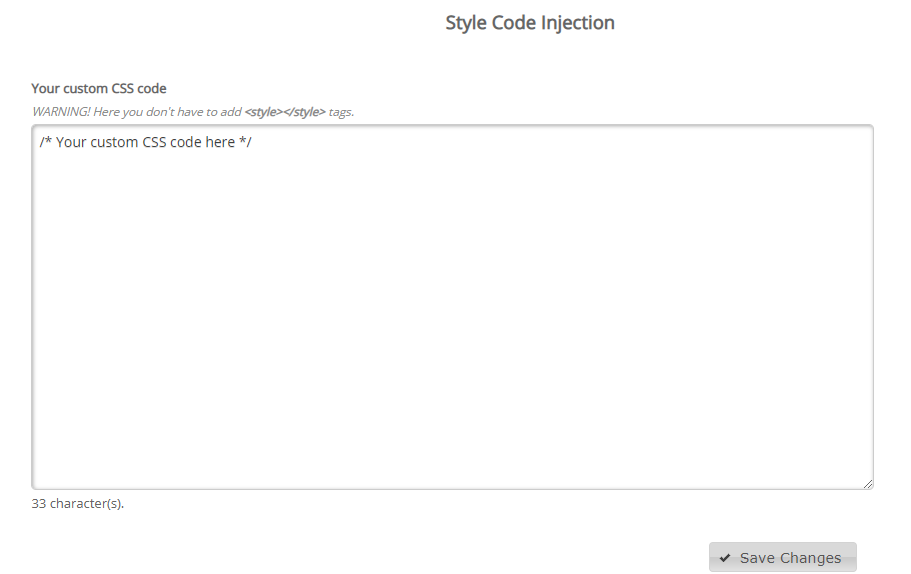 Style Code Injection
Your custom CSS code
WARNING! Here you don't have to add <style></style> tags.
/* Your custom CSS code here */
33 character(s).
Save Changes